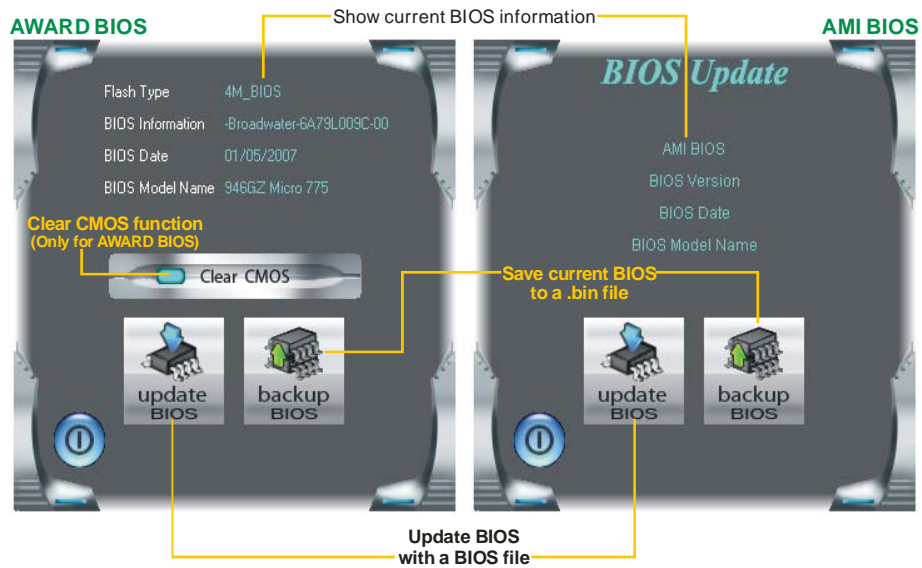 Show current BIOS information
AWARD BIOS
AMI BIOS
Flash Type 4M_BIOS
BIOS Information -Broadwater-6A79L009C-00
BIOS Date 01/05/2007
BIOS Model Name 946GZ Micro 775
Clear CMOS function
(Only for AWARD BIOS)
Clear CMOS
update
BIOS
backup
BIOS
BIOS Update
AMI BIOS
BIOS Version
BIOS Date
BIOS Model Name
Save current BIOS
to a .bin file
update
BIOS
backup
BIOS
Update BIOS
with a BIOS file